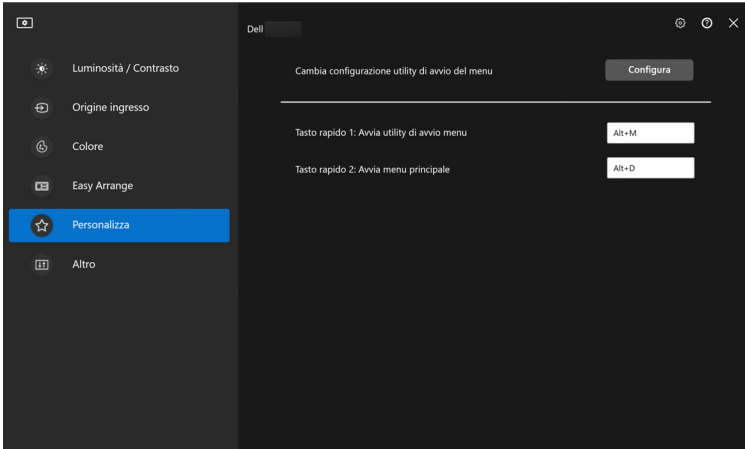 Dell
Luminosità / Contrasto
Origine ingresso
Colore
Easy Arrange
Personalizza
Altro
Cambia configurazione utility di avvio del menu
Configura
Tasto rapido 1: Avvia utility di avvio menu
Alt+M
Tasto rapido 2: Avvia menu principale
Alt+D